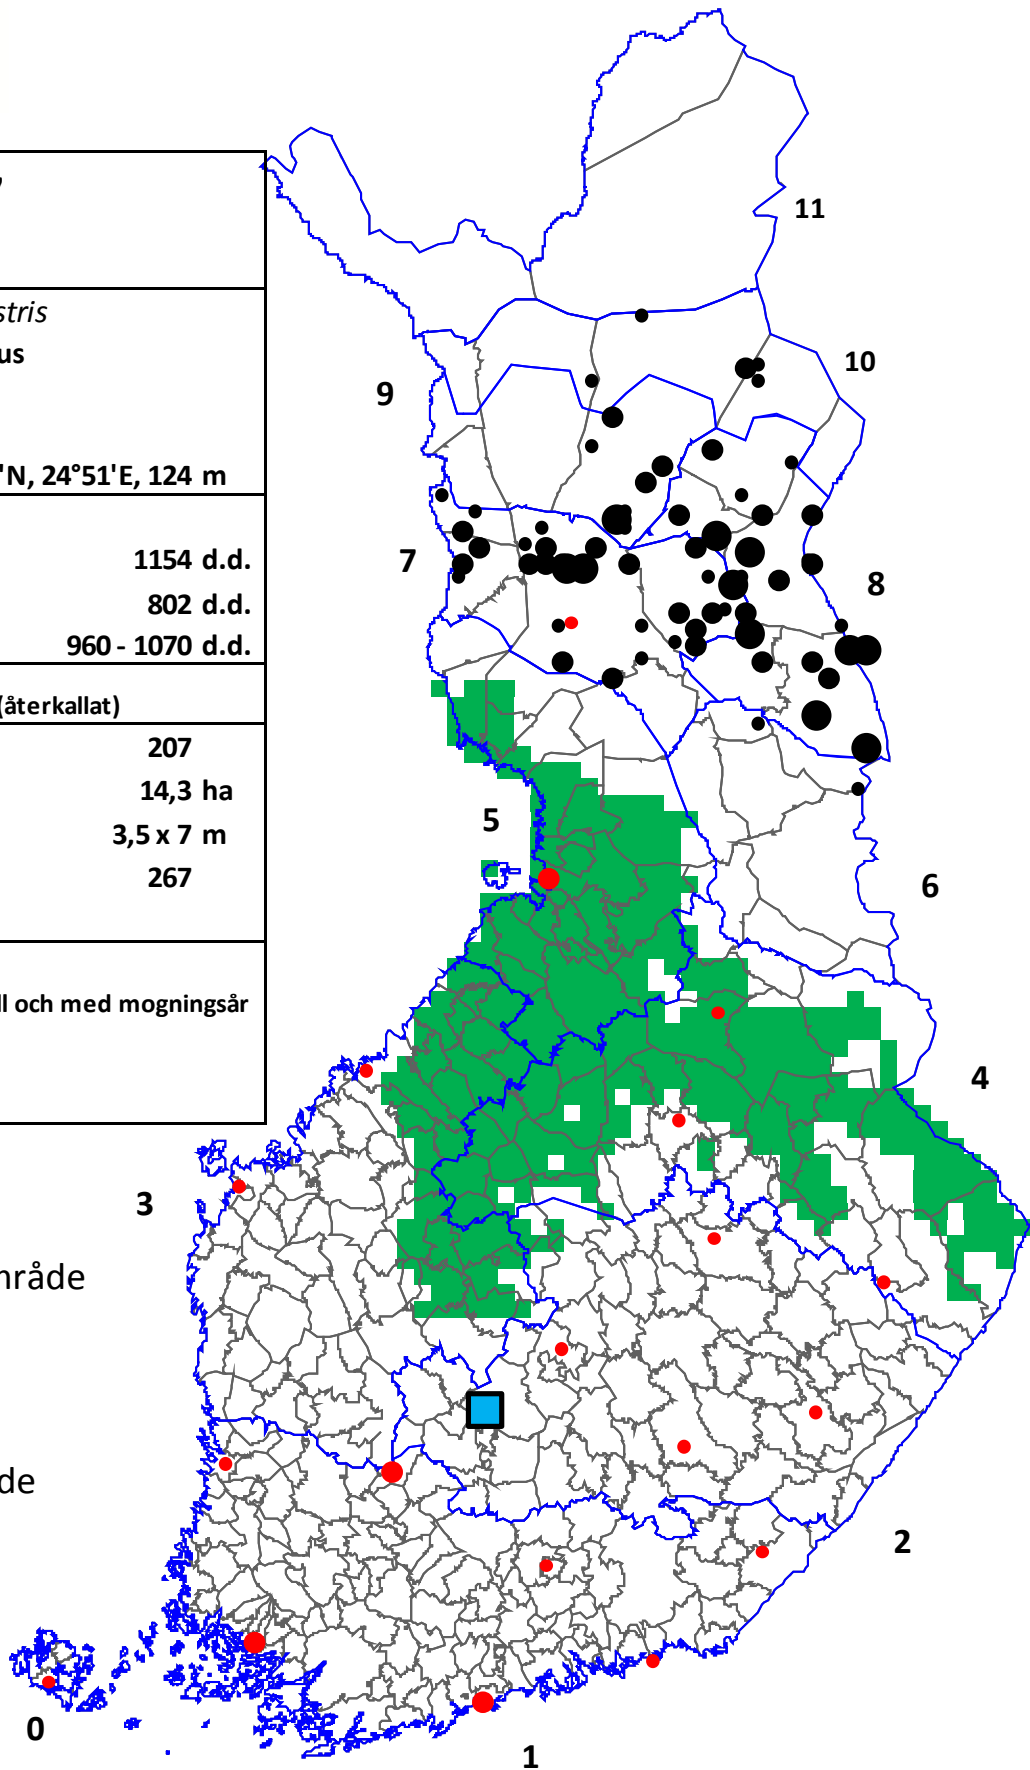 ,
stris
us
'N, 24°51'E, 124 m
1154 d.d.
802 d.d.
960 - 1070 d.d.
(återkallat)
207
14,3 ha
3,5 x 7 m
267
ll och med mogningsår
mråde
de
11
10
9
8
7
6
5
4
3
2
1
0